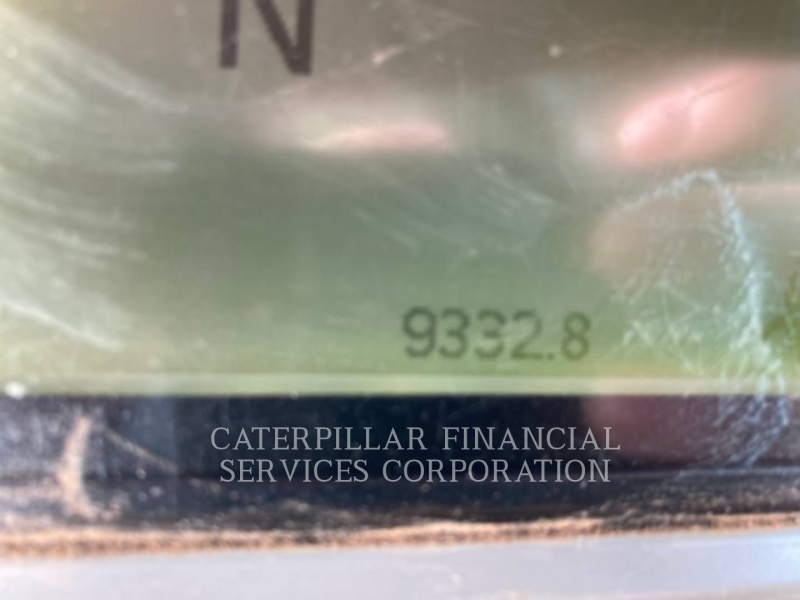 N
9332.8
CATERPILLAR FINANCIAL
SERVICES CORPORATION